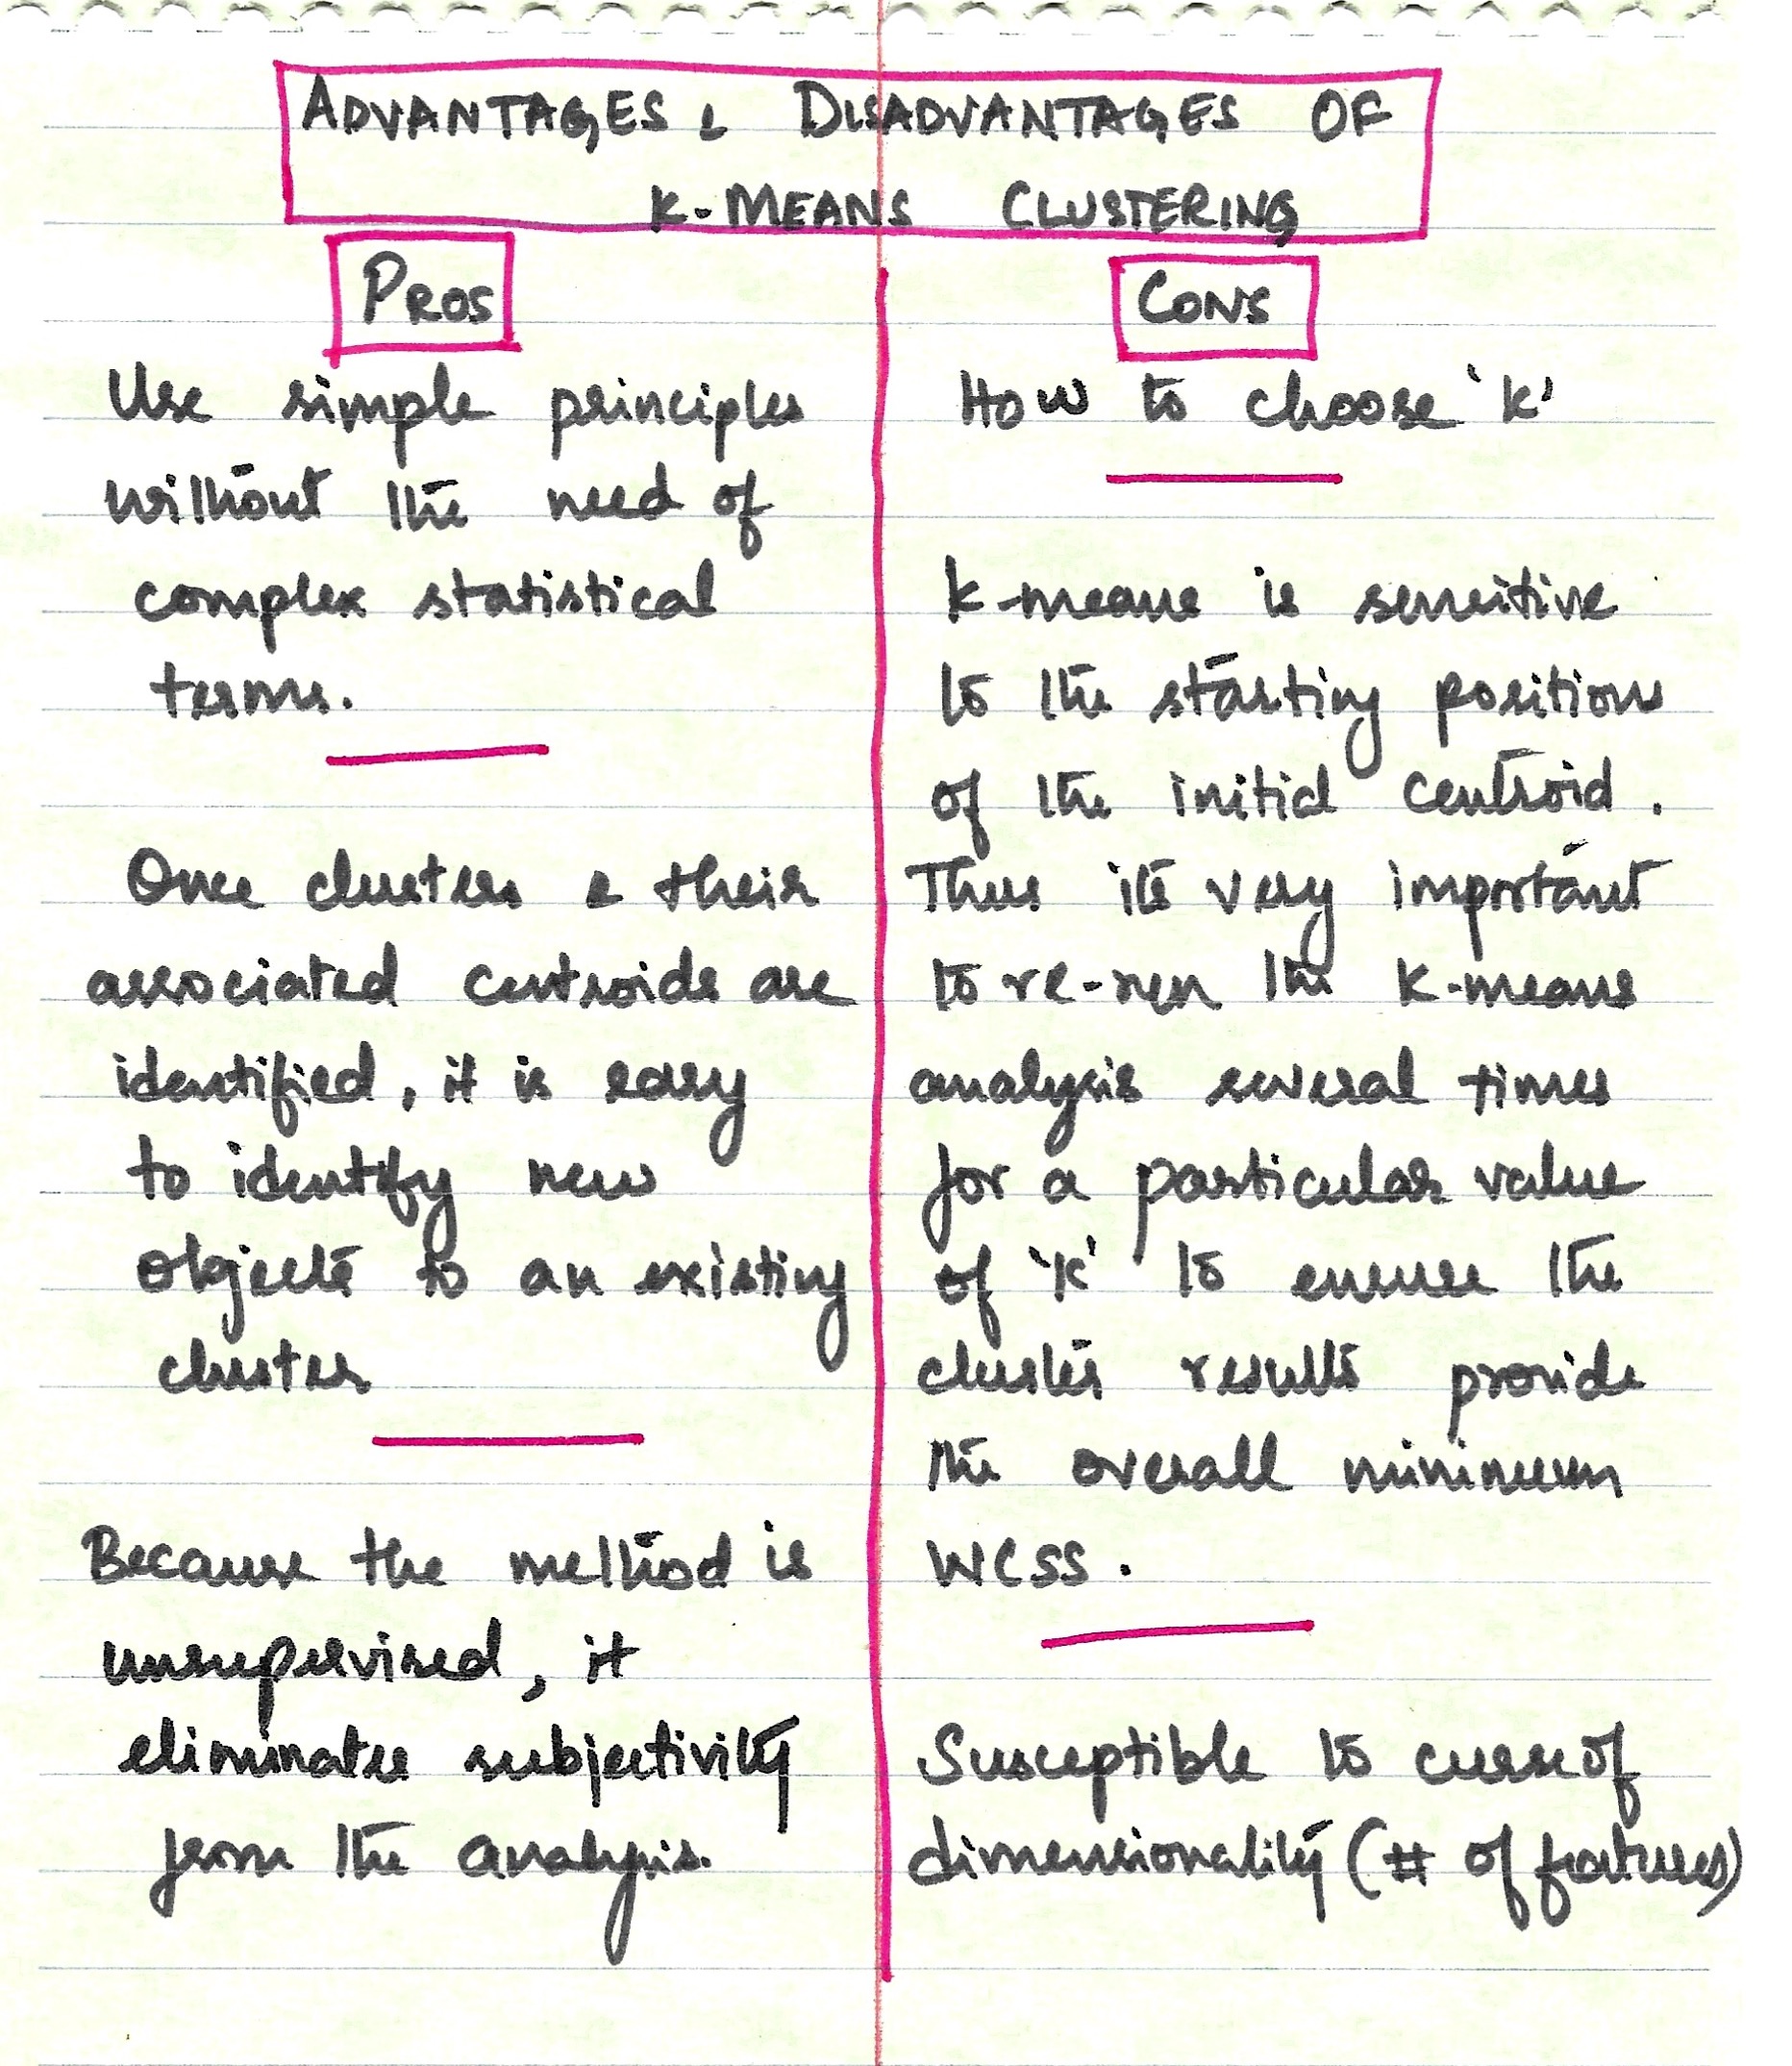 ADVANTAGES & DISADVANTAGES OF
K-MEANS CLUSTERING
PROS
Use simple principles
without the need of
complex statistical
terms.
Once clusters & their
associated centroids are
identified, it is easy
to identify new
objects to an existing
cluster
Because the method is
unsupervised, it
eliminates subjectivity
from the analysis.
CONS
How to choose 'k'
k-means is sensitive
to the starting positions
of the initial centroid.
Thus its very important
to re-run the k-means
analysis several times
for a particular value
of 'k' to ensure the
cluster results provide
the overall minimum
WCSS.
Susceptible to curse of
dimensionality (# of features)